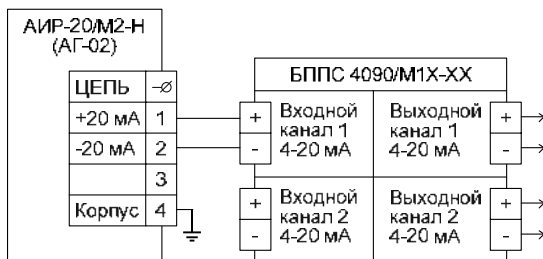 АИР-20/М2-Н
(АГ-02)
ЦЕПЬ
+20 мА 1
-20 мА 2
3
Корпус 4
БППС 4090/М1Х-ХХ
+ Входной
канал 1
- 4-20 мА
Выходной +
канал 1
4-20 мА -
+ Входной
канал 2
- 4-20 мА
Выходной +
канал 2
4-20 мА -